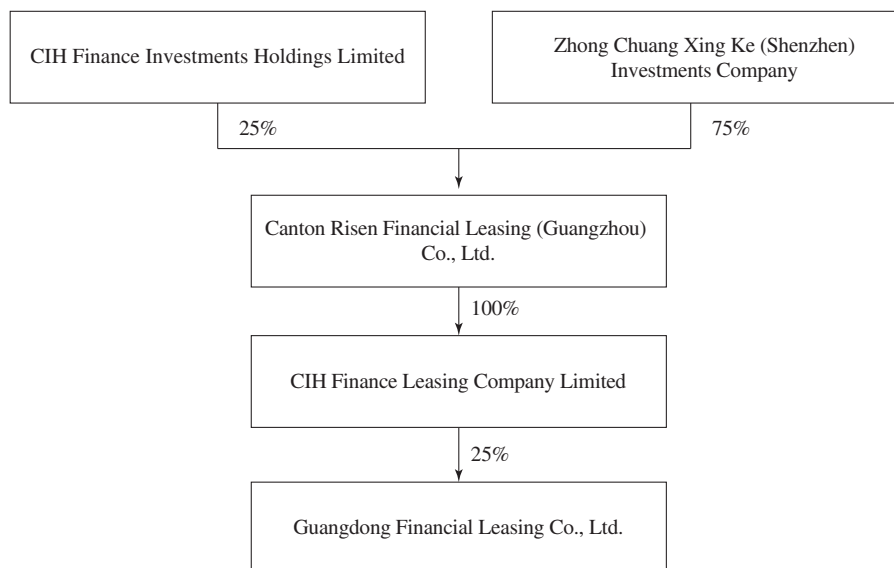 CIH Finance Investments Holdings Limited
Zhong Chuang Xing Ke (Shenzhen)
Investments Company
25%
75%
Canton Risen Financial Leasing (Guangzhou)
Co., Ltd.
100%
CIH Finance Leasing Company Limited
25%
Guangdong Financial Leasing Co., Ltd.